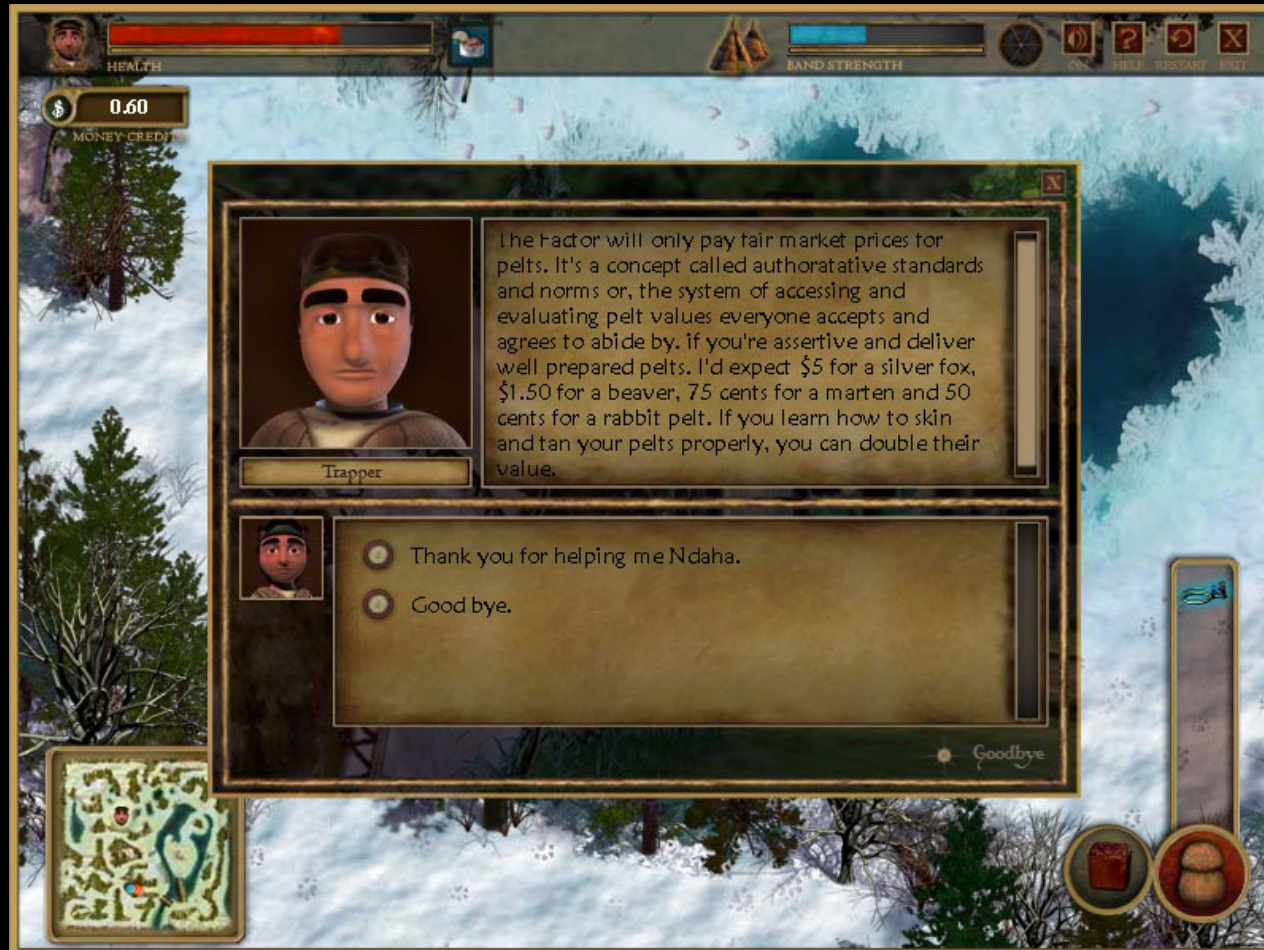 HEALTH
BAND STRENGTH
ON
HELP
RESTART
EXIT
X
$
0.60
MONEY CREDITS
X
The Factor will only pay fair market prices for
pelts. It's a concept called authoratative standards
and norms or, the system of accessing and
evaluating pelt values everyone accepts and
agrees to abide by. if you're assertive and deliver
well prepared pelts. I'd expect $5 for a silver fox,
$1.50 for a beaver, 75 cents for a marten and 50
cents for a rabbit pelt. If you learn how to skin
and tan your pelts properly, you can double their
value.
Trapper
Thank you for helping me Ndaha.
Good bye.
Goodbye